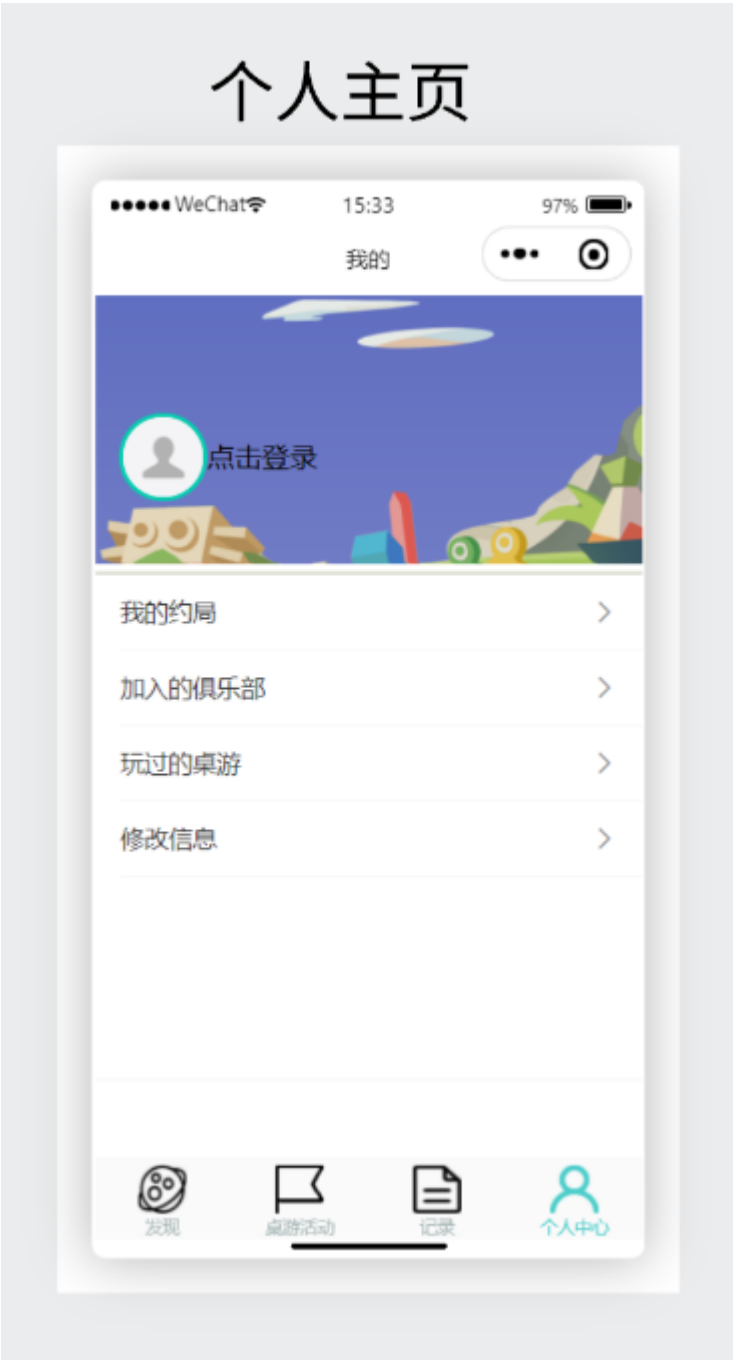 个人主页
WeChat 15:33 97%
我的
点击登录
我的约局
加入的俱乐部
玩过的桌游
修改信息
发现 桌游活动 记录 个人中心